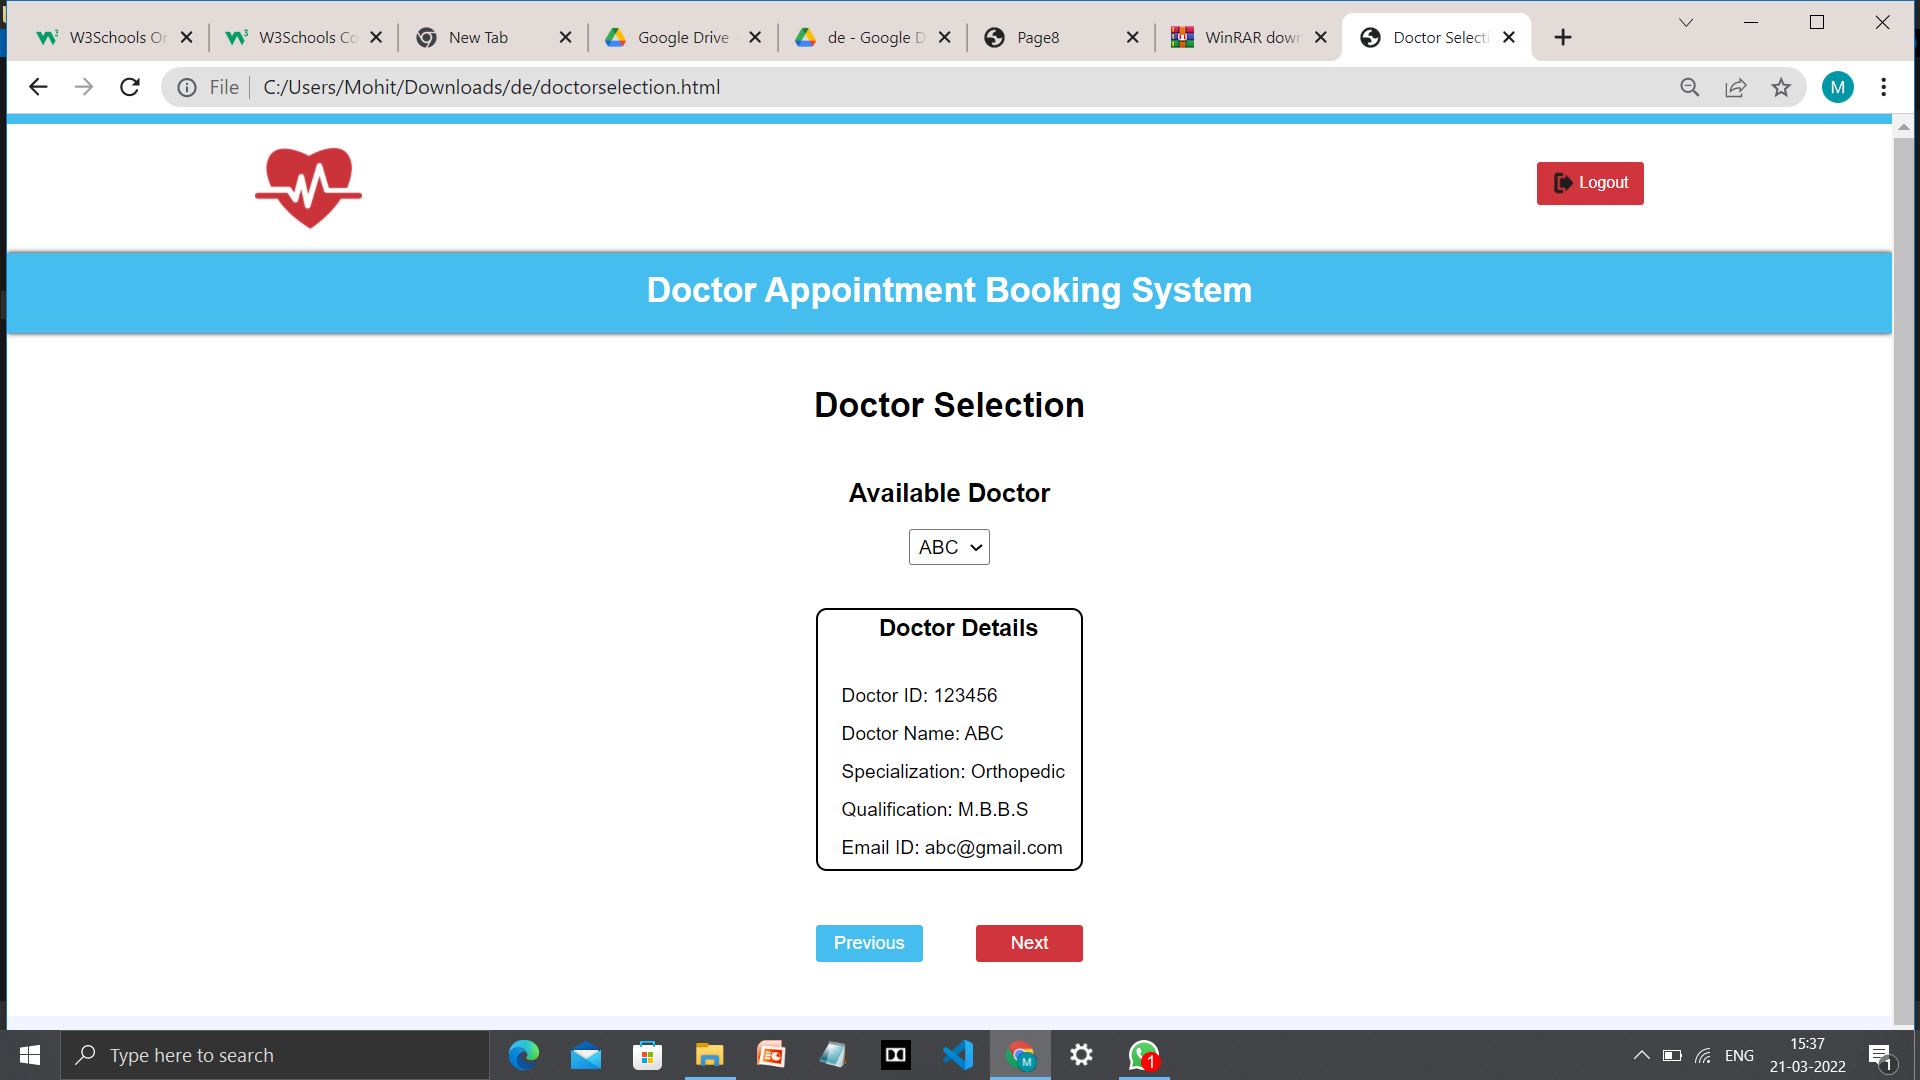 W3Schools Or
W3Schools Co
New Tab
Google Drive
de - Google D
Page8
WinRAR down
Doctor Selecti
File
C:/Users/Mohit/Downloads/de/doctorselection.html
M
Logout
Doctor Appointment Booking System
Doctor Selection
Available Doctor
ABC
Doctor Details
Doctor ID: 123456
Doctor Name: ABC
Specialization: Orthopedic
Qualification: M.B.B.S
Email ID: abc@gmail.com
Previous
Next
Type here to search
M
1
ENG
15:37
21-03-2022
1